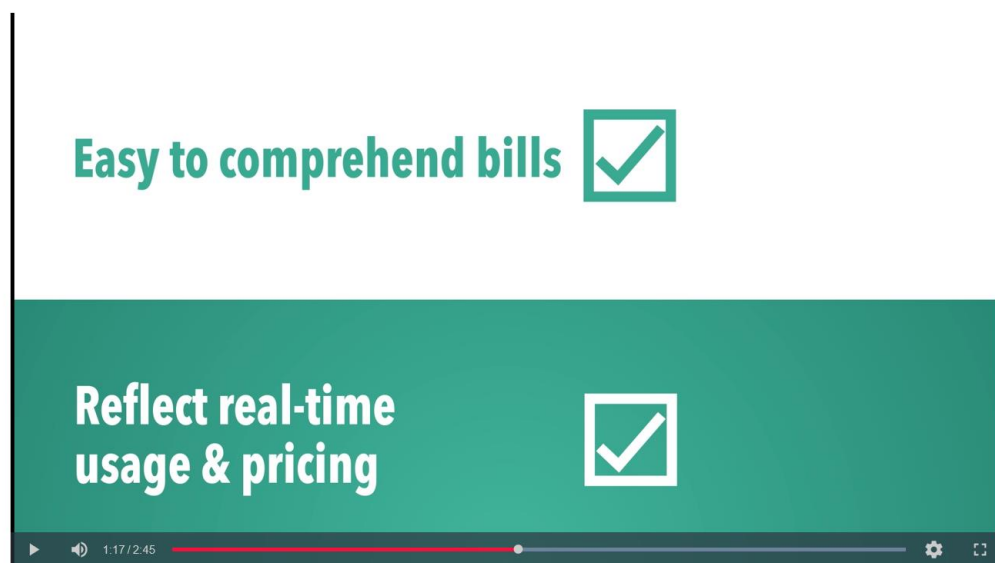 Easy to comprehend bills
Reflect real-time
usage & pricing
1:17 / 2:45